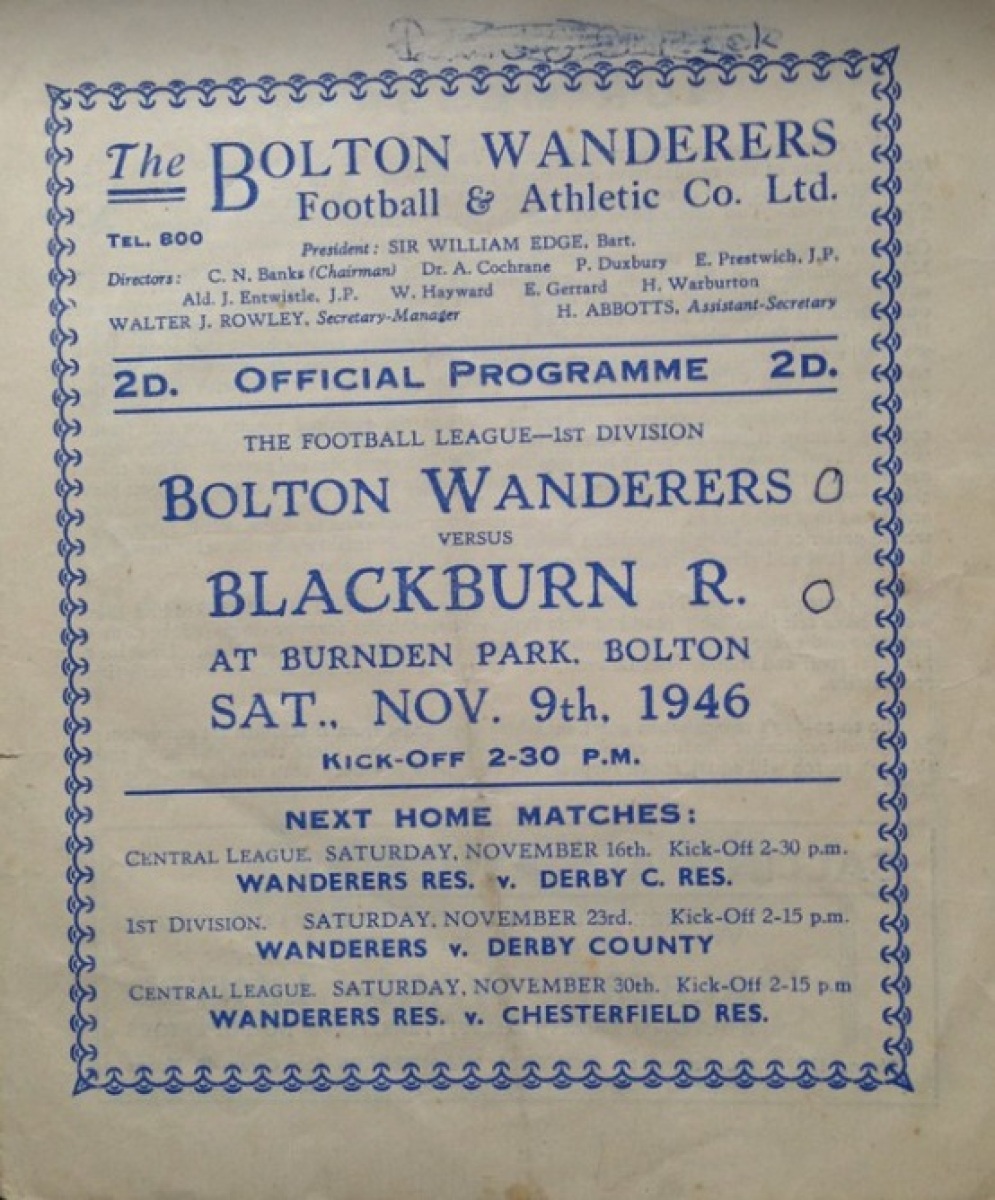 The BOLTON WANDERERS
Football & Athletic Co. Ltd.
TEL. 800
President: SIR WILLIAM EDGE, Bart.
Directors: C. N. Banks (Chairman) Dr. A. Cochrane P. Duxbury E. Prestwich, J.P.
Ald. J. Entwistle, J.P. W. Hayward E. Gerrard H. Warburton
WALTER J. ROWLEY, Secretary-Manager H. ABBOTTS, Assistant-Secretary
2D. OFFICIAL PROGRAMME 2D.
THE FOOTBALL LEAGUE—1ST DIVISION
BOLTON WANDERERS 0
VERSUS
BLACKBURN R. 0
AT BURNDEN PARK, BOLTON
SAT., NOV. 9th, 1946
KICK-OFF 2-30 P.M.
NEXT HOME MATCHES:
CENTRAL LEAGUE. SATURDAY, NOVEMBER 16th. Kick-Off 2-30 p.m.
WANDERERS RES. v. DERBY C. RES.
1ST DIVISION. SATURDAY, NOVEMBER 23rd. Kick-Off 2-15 p.m.
WANDERERS v. DERBY COUNTY
CENTRAL LEAGUE. SATURDAY, NOVEMBER 30th. Kick-Off 2-15 p.m
WANDERERS RES. v. CHESTERFIELD RES.